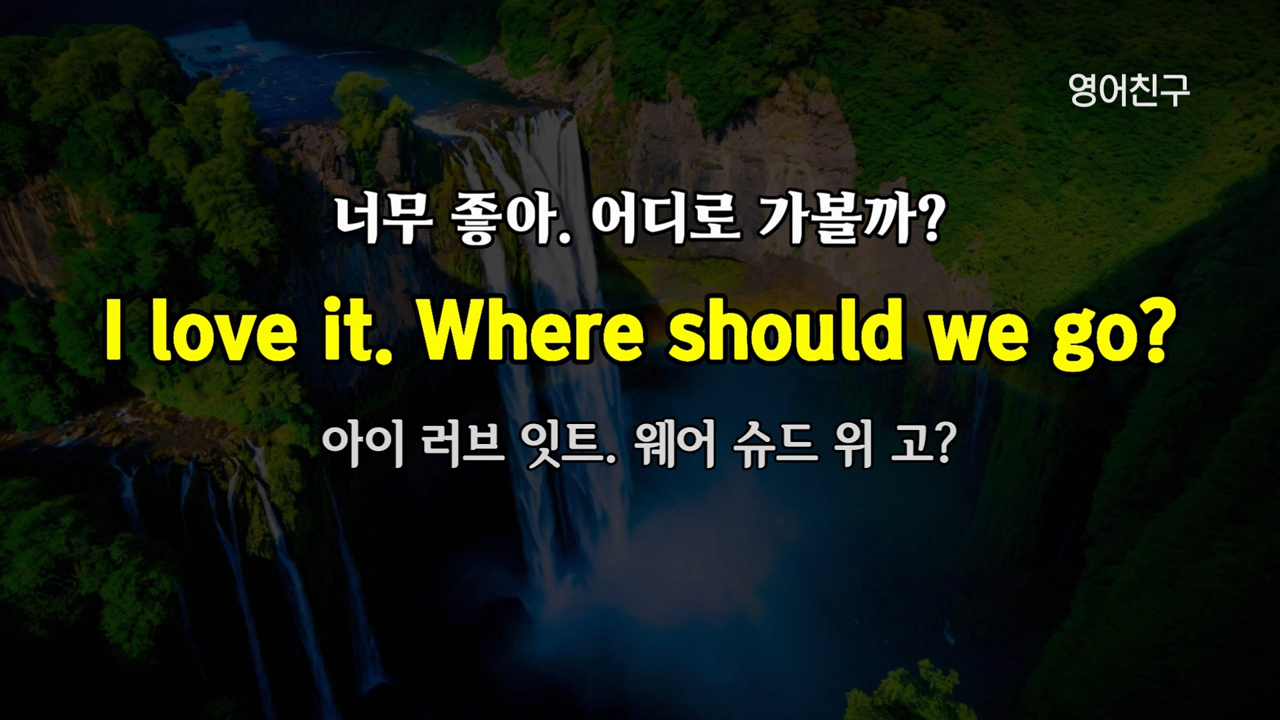 영어친구
너무 좋아. 어디로 가볼까?
I love it. Where should we go?
아이 러브 잇트. 웨어 슈드 위 고?